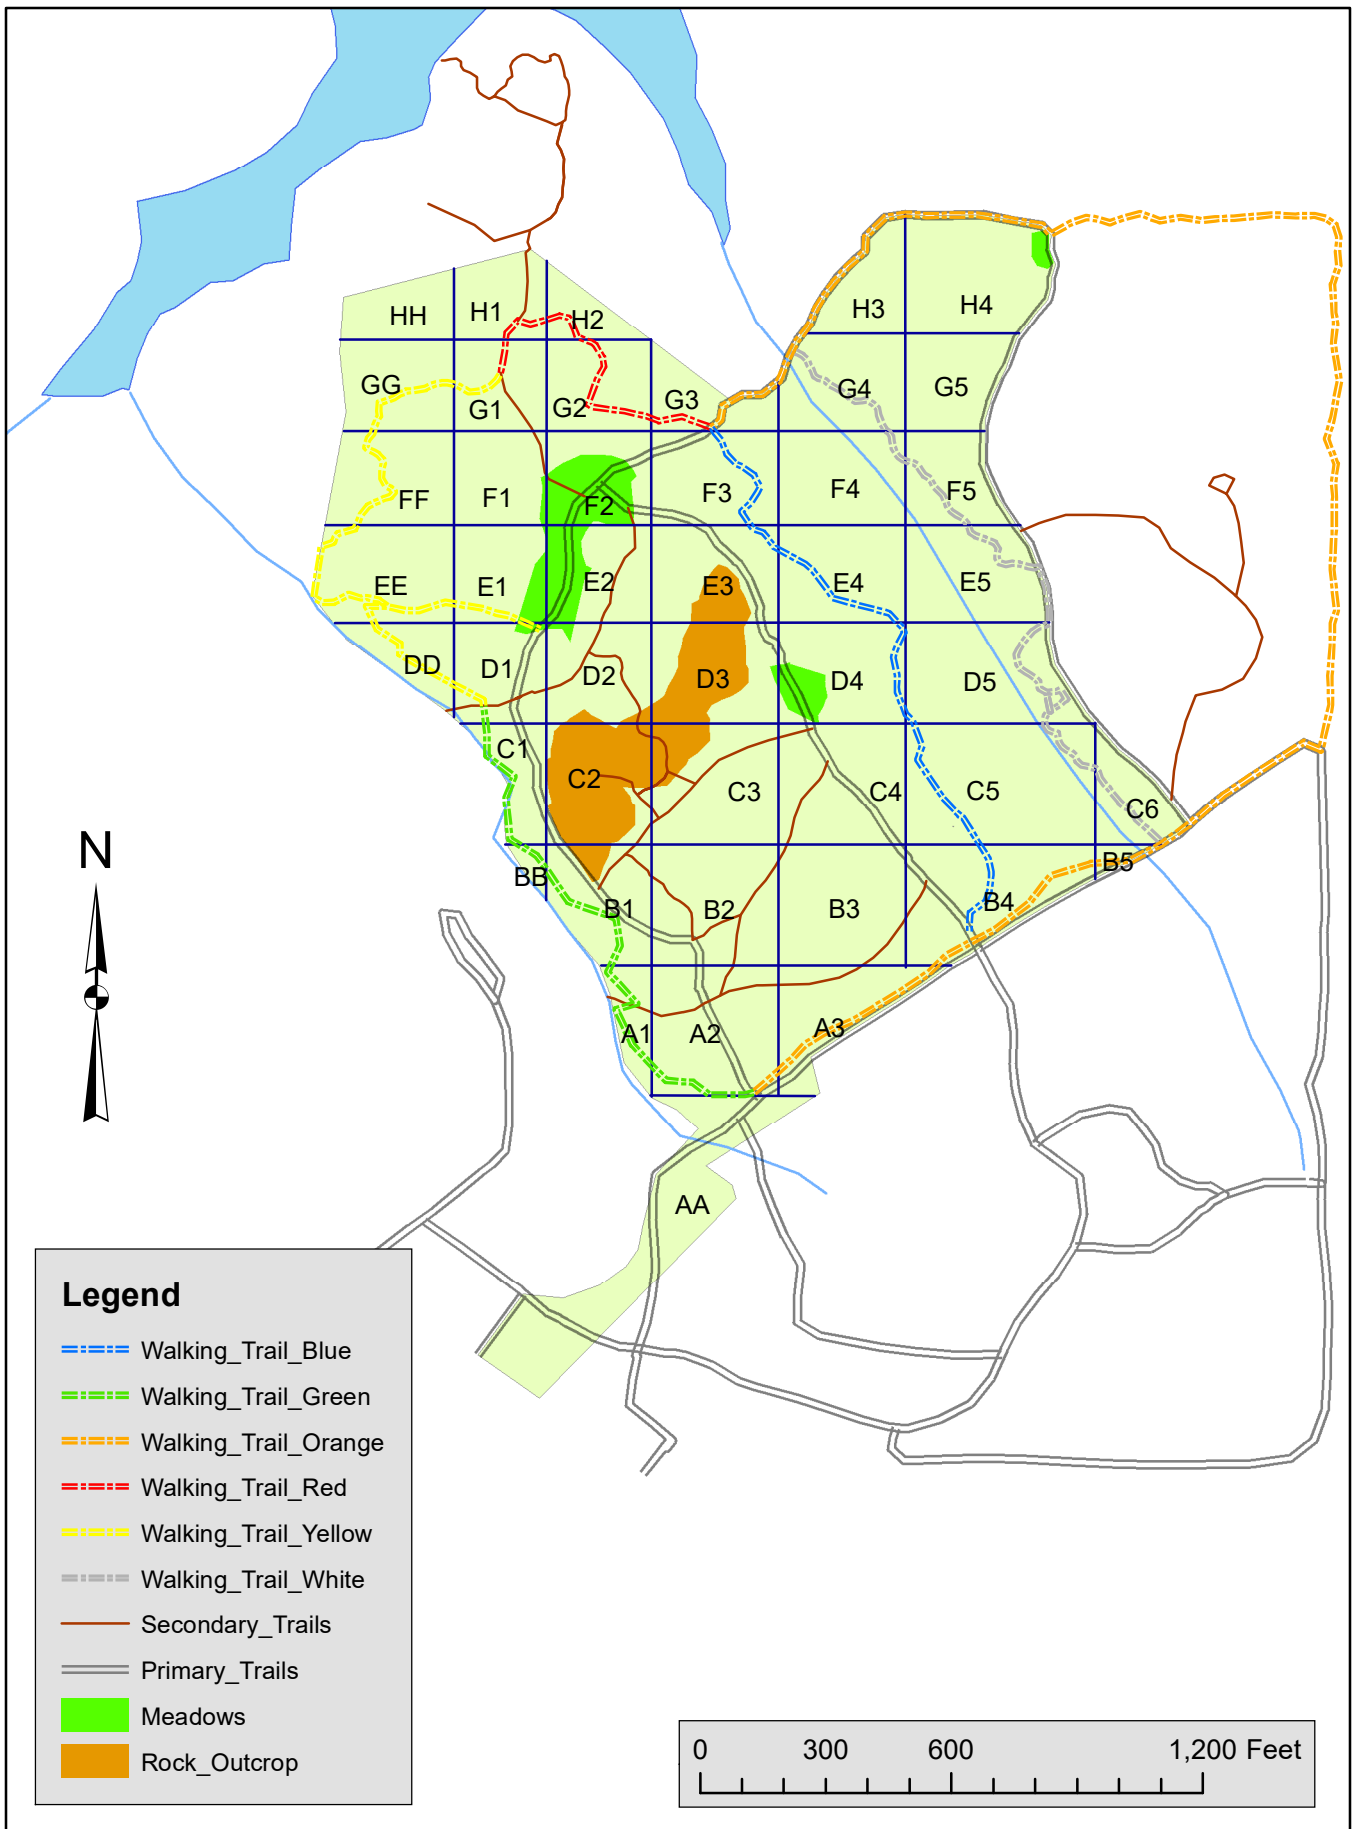 H3 H4
HH H1 H2
GG G1 G2 G3 G4 G5
FF F1 F2 F3 F4 F5
EE E1 E2 E3 E4 E5
DD D1 D2 D3 D4 D5
C1 C2 C3 C4 C5 C6
N
BB B1 B2 B3 B4 B5
A1 A2 A3
AA
Legend
Walking_Trail_Blue
Walking_Trail_Green
Walking_Trail_Orange
Walking_Trail_Red
Walking_Trail_Yellow
Walking_Trail_White
Secondary_Trails
Primary_Trails
Meadows
Rock_Outcrop
0 300 600 1,200 Feet